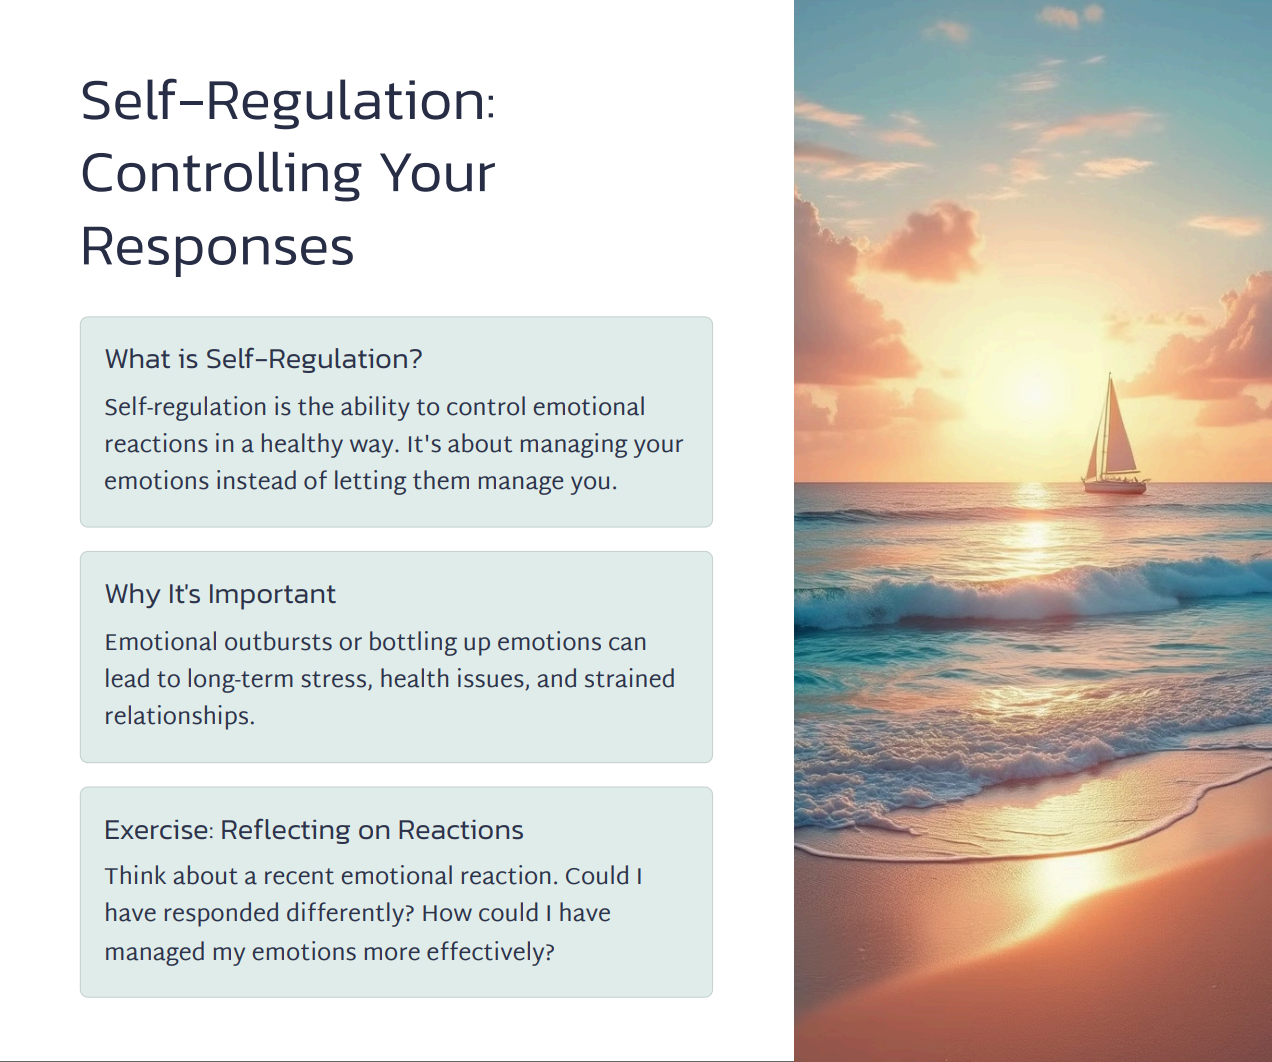 Self-Regulation:
Controlling Your
Responses
What is Self-Regulation?
Self-regulation is the ability to control emotional
reactions in a healthy way. It's about managing your
emotions instead of letting them manage you.
Why It's Important
Emotional outbursts or bottling up emotions can
lead to long-term stress, health issues, and strained
relationships.
Exercise: Reflecting on Reactions
Think about a recent emotional reaction. Could I
have responded differently? How could I have
managed my emotions more effectively?